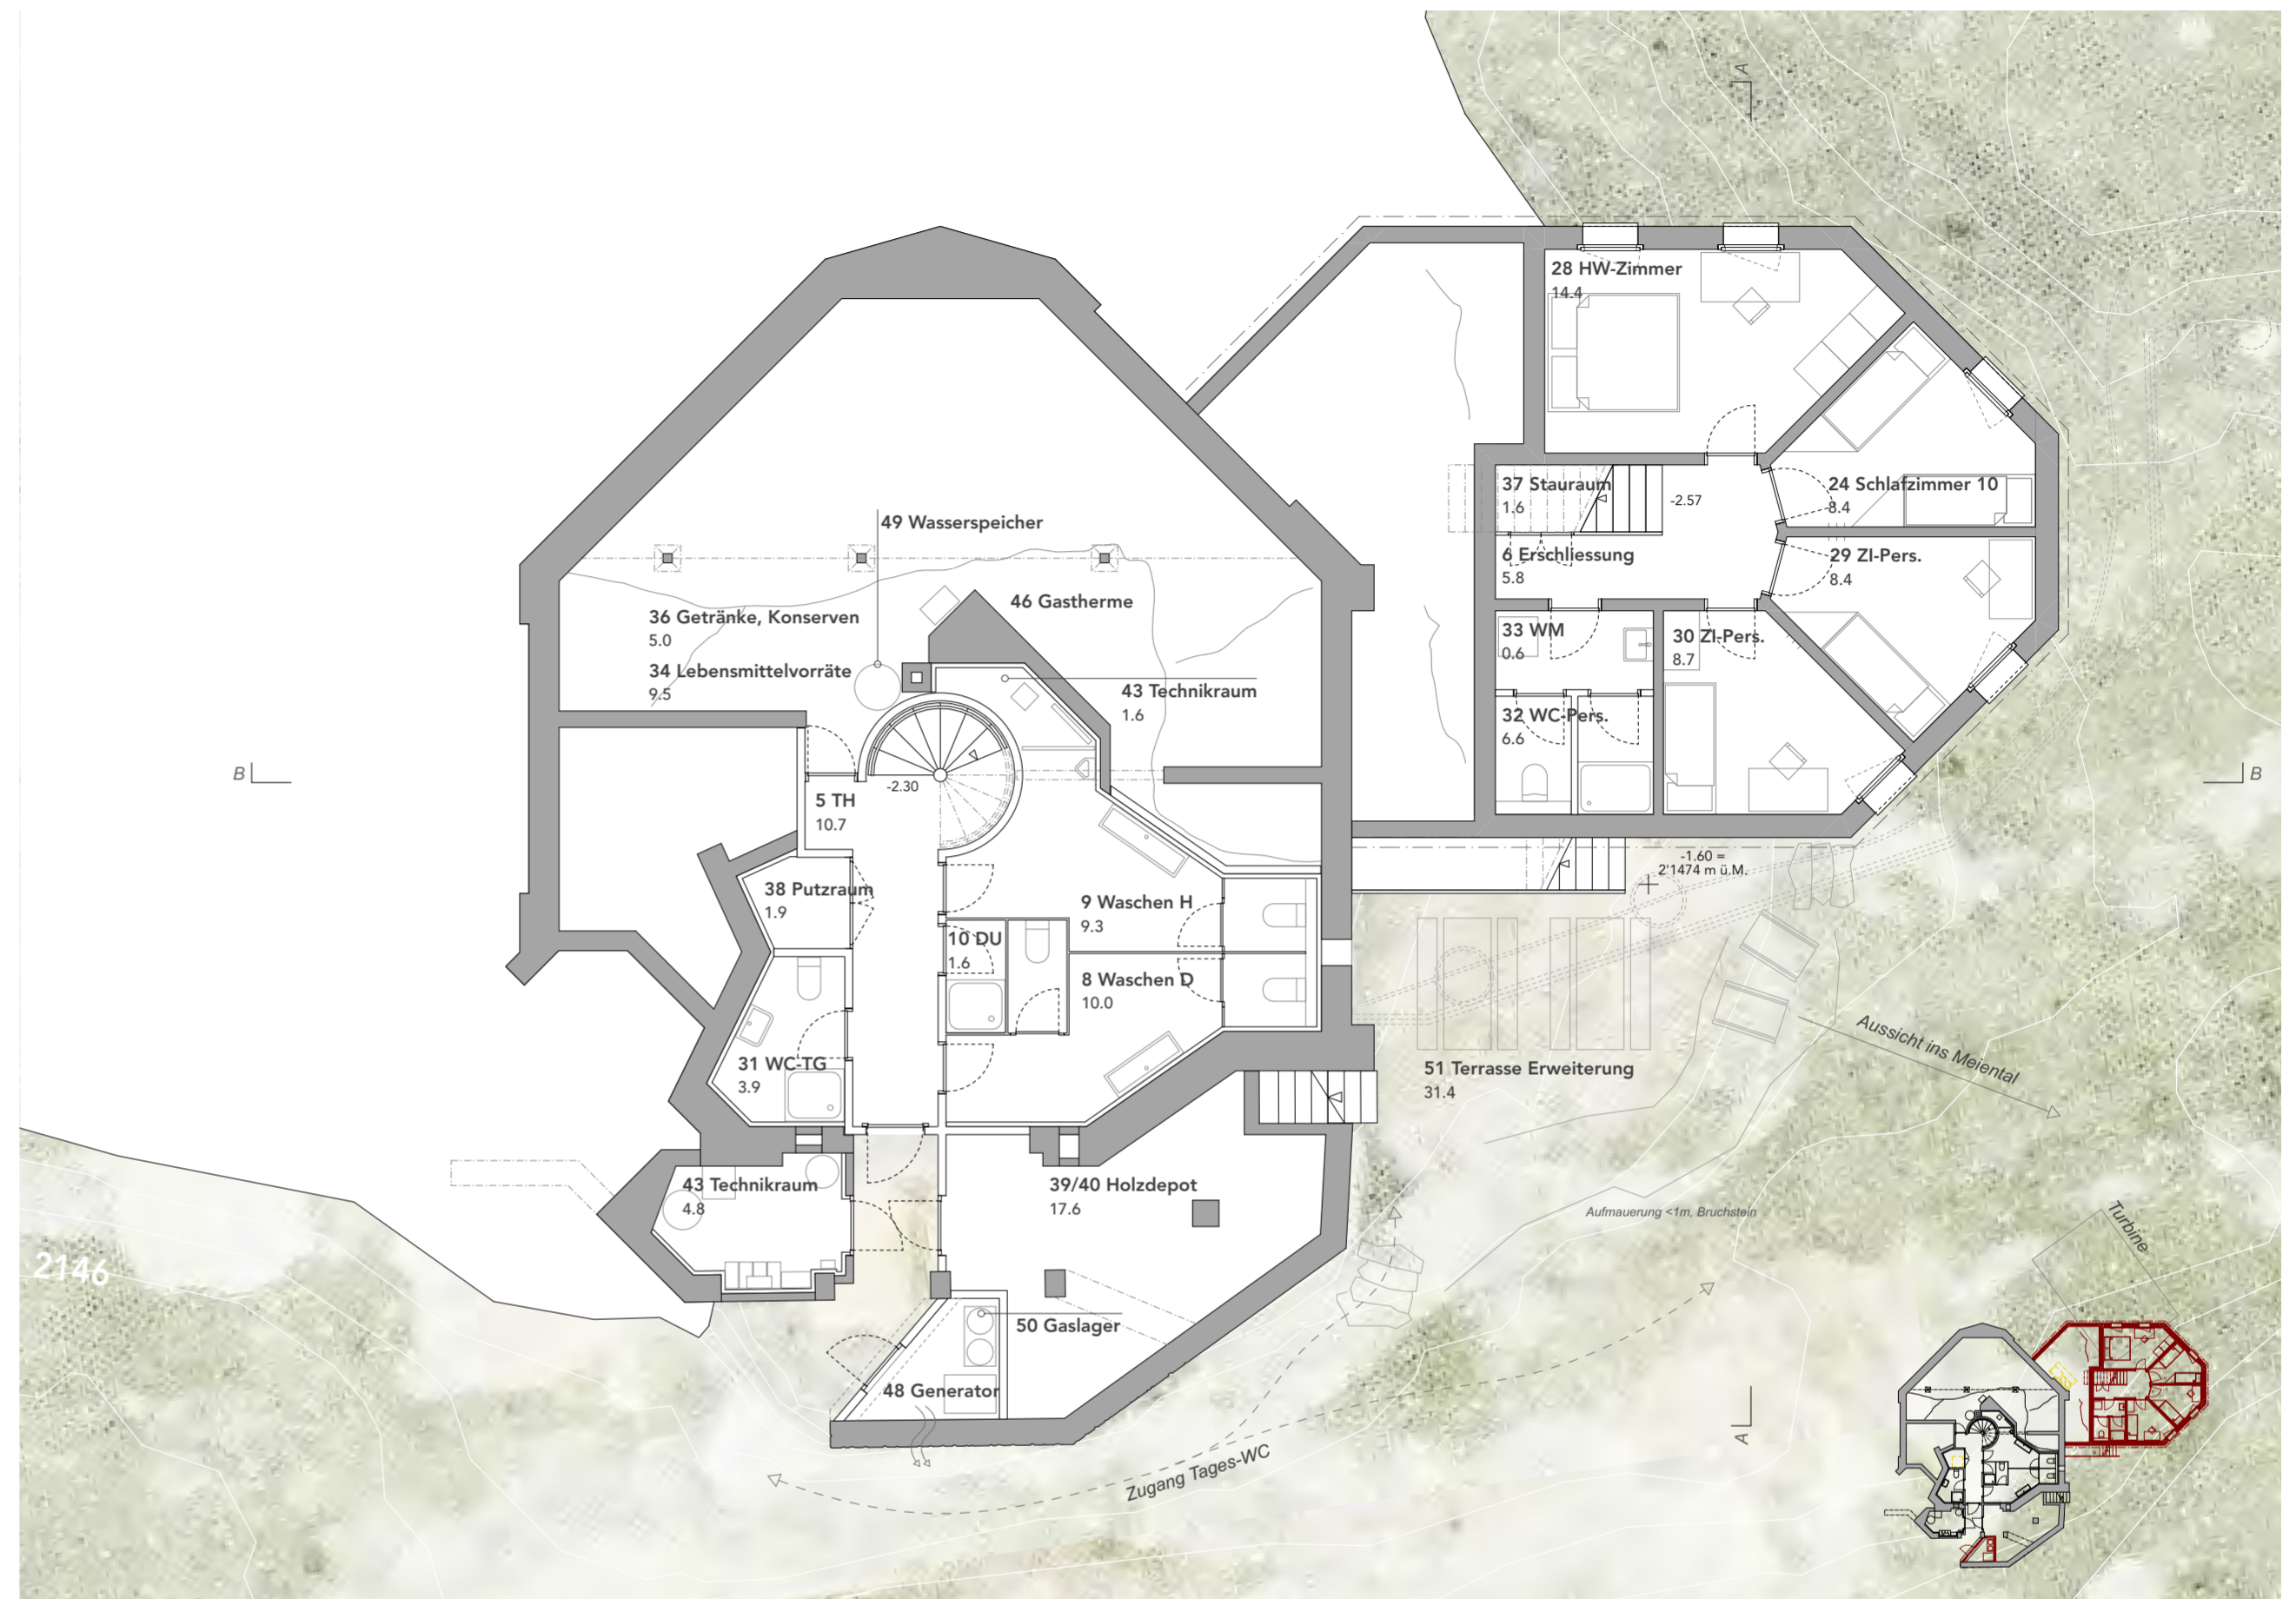 A
28 HW-Zimmer
14.4
37 Stauraum
1.6
-2.57
24 Schlafzimmer 10
8.4
49 Wasserspeicher
6 Erschliessung
5.8
29 ZI-Pers.
8.4
46 Gastherme
36 Getränke, Konserven
5.0
33 WM
0.6
30 ZI-Pers.
8.7
34 Lebensmittelvorräte
9.5
43 Technikraum
1.6
32 WC-Pers.
6.6
B
B
-2.30
5 TH
10.7
-1.60 =
2'1474 m ü.M.
38 Putzraum
1.9
9 Waschen H
9.3
10 DU
1.6
8 Waschen D
10.0
Aussicht ins Meiental
31 WC-TG
3.9
51 Terrasse Erweiterung
31.4
43 Technikraum
4.8
39/40 Holzdepot
17.6
Aufmauerung <1m, Bruchstein
Turbine
2146
50 Gaslager
48 Generator
A
Zugang Tages-WC